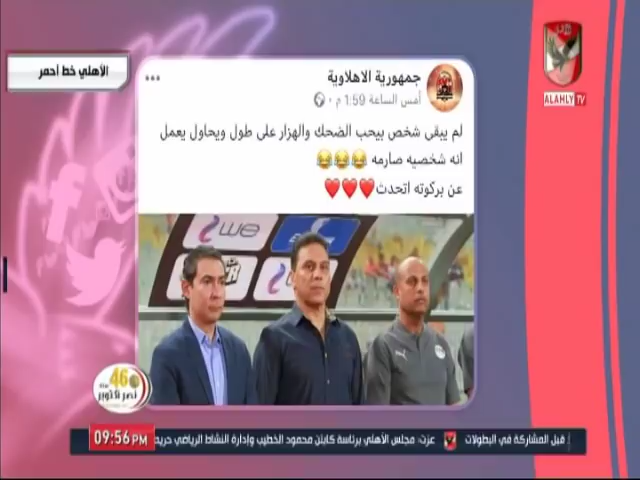 الأهلي خط أحمر
ALAHLY TV
جمهورية الاهلاوية
أمس الساعة 1:59 م
لم يبقى شخص بيحب الضحك والهزار على طول ويحاول يعمل
انه شخصيه صارمه 😂😂😂
عن بركوته اتحدث❤❤❤
we
46
نصر أكتوبر
09:56 PM
قبل المشاركة في البطولات
عزت: مجلس الأهلي برئاسة كابتن محمود الخطيب وإدارة النشاط الرياضي حريص